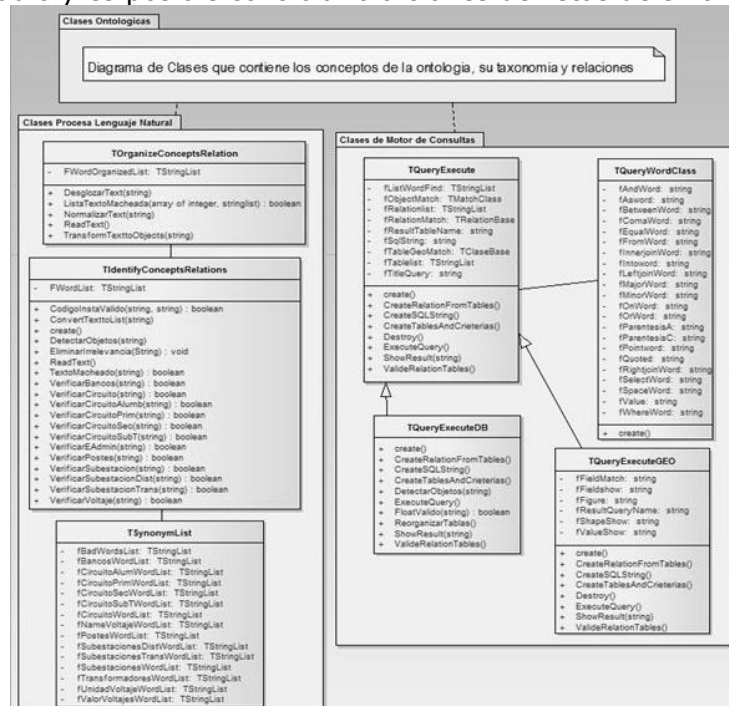 Clases Ontologicas
Diagrama de Clases que contiene los conceptos de la ontologia, su taxonomia y relaciones
Clases Procesa Lenguaje Natural
TOrganizeConceptsRelation
- FWordOrganizedList: TStringList
+ DesglozarText(string)
+ ListaTextoMacheada(array of integer, stringlist) : boolean
+ NormalizarText(string)
+ ReadText()
+ TransformTexttoObjects(string)
TIdentifyConceptsRelations
- FWordList: TStringList
+ CodigoInstaValido(string, string) : boolean
+ ConvertTexttoList(string)
+ create()
+ DetectarObjetos(string)
+ EliminarIrrelevancia(String) : void
+ ReadText()
+ TextoMacheado(string) : boolean
+ VerificarBancos(string) : boolean
+ VerificarCircuito(string) : boolean
+ VerificarCircuitoAlumb(string) : boolean
+ VerificarCircuitoPrim(string) : boolean
+ VerificarCircuitoSec(string) : boolean
+ VerificarCircuitoSubT(string) : boolean
+ VerificarEAdmin(string) : boolean
+ VerificarPostes(string) : boolean
+ VerificarSubestacion(string) : boolean
+ VerificarSubestacionDist(string) : boolean
+ VerificarSubestacionTrans(string) : boolean
+ VerificarVoltaje(string) : boolean
TSynonymList
- fBadWordsList: TStringList
- fBancosWordList: TStringList
- fCircuitoAlumWordList: TStringList
- fCircuitoPrimWordList: TStringList
- fCircuitoSecWordList: TStringList
- fCircuitoSubTWordList: TStringList
- fCircuitoWordList: TStringList
- fNameVoltajeWordList: TStringList
- fPostesWordList: TStringList
- fSubestacionesDistWordList: TStringList
- fSubestacionesTransWordList: TStringList
- fSubestacionesWordList: TStringList
- fTransformadoresWordList: TStringList
- fUnidadVoltajeWordList: TStringList
- fValorVoltajesWordList: TStringList
Clases de Motor de Consultas
TQueryExecute
- fListWordFind: TStringList
- fObjectMatch: TMatchClass
- fRelationlist: TStringList
- fRelationMatch: TRelationBase
- fResultTableName: string
- fSqlString: string
- fTableGeoMatch: TClaseBase
- fTablelist: TStringList
- fTitleQuery: string
+ create()
+ CreateRelationFromTables()
+ CreateSQLString()
+ CreateTablesAndCrieterias()
+ Destroy()
+ ExecuteQuery()
+ ShowResult(string)
+ ValideRelationTables()
TQueryWordClass
- fAndWord: string
- fAsword: string
- fBetweenWord: string
- fComaWord: string
- fEqualWord: string
- fFromWord: string
- fInnerjoinWord: string
- fIntoword: string
- fLeftjoinWord: string
- fMajorWord: string
- fMinorWord: string
- fOnWord: string
- fOrWord: string
- fParentesisA: string
- fParentesisC: string
- fPointword: string
- fQuoted: string
- fRightjoinWord: string
- fSelectWord: string
- fSpaceWord: string
- fValue: string
- fWhereWord: string
+ create()
TQueryExecuteDB
+ create()
+ CreateRelationFromTables()
+ CreateSQLString()
+ CreateTablesAndCrieterias()
+ DetectarObjetos(string)
+ ExecuteQuery()
+ FloatValido(string) : boolean
+ ReorganizarTablas()
+ ShowResult(string)
+ ValideRelationTables()
TQueryExecuteGEO
- fFieldMatch: string
- fFieldshow: string
- fFigure: string
- fResultQueryName: string
- fShapeShow: string
- fValueShow: string
+ create()
+ CreateRelationFromTables()
+ CreateSQLString()
+ CreateTablesAndCrieterias()
+ Destroy()
+ ExecuteQuery()
+ ShowResult(string)
+ ValideRelationTables()